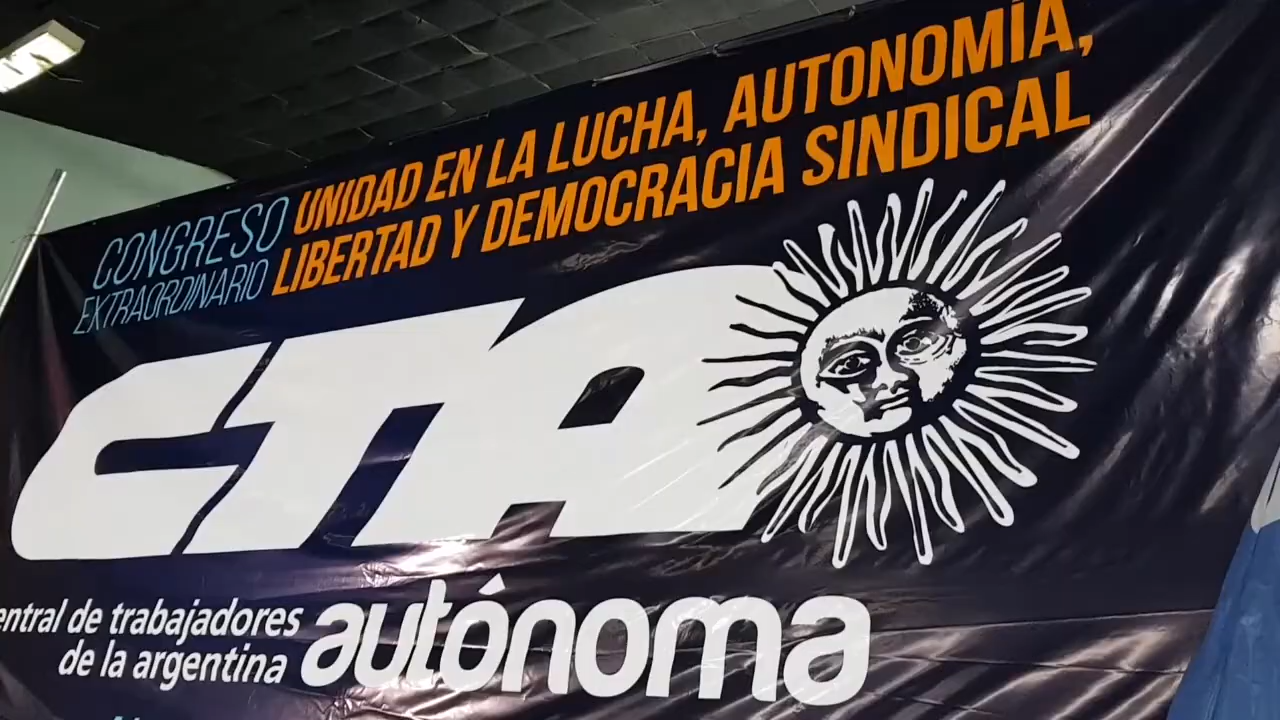 CONGRESO
EXTRAORDINARIO
UNIDAD EN LA LUCHA, AUTONOMÍA,
LIBERTAD Y DEMOCRACIA SINDICAL
CTA
entral de trabajadores
de la argentina
autónoma